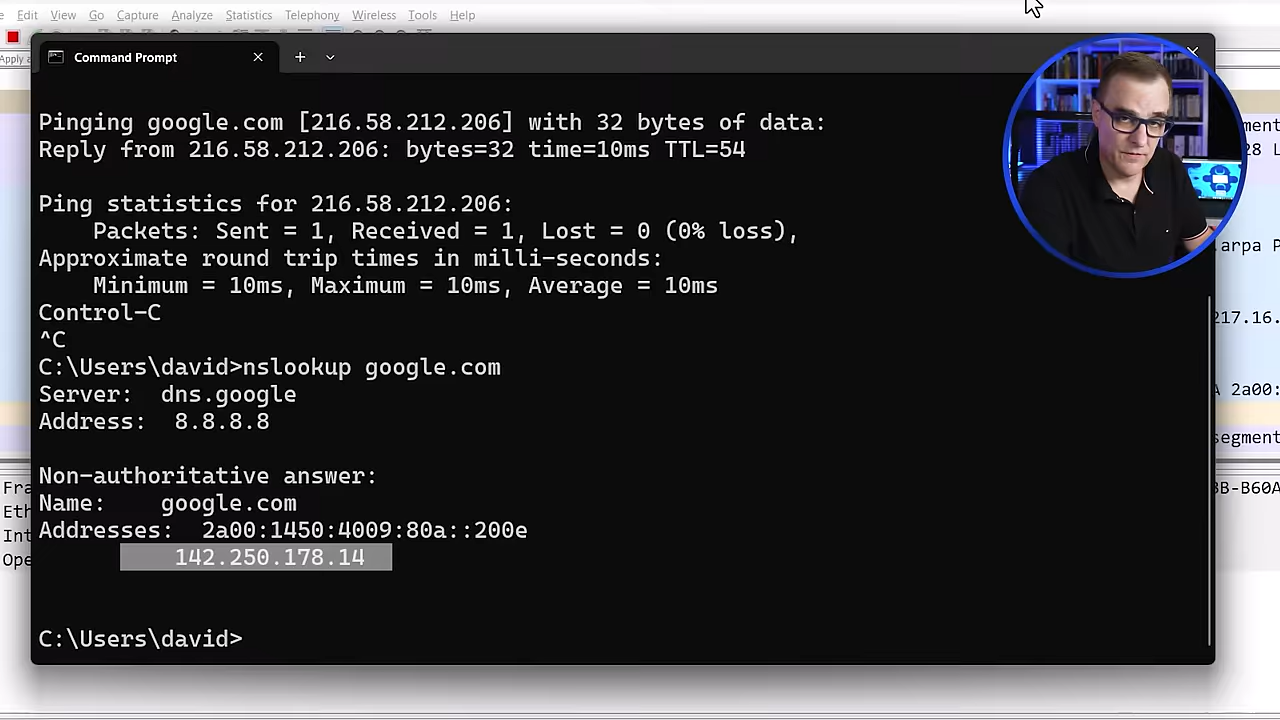 Edit View Go Capture Analyze Statistics Telephony Wireless Tools Help
Command Prompt
Pinging google.com [216.58.212.206] with 32 bytes of data:
Reply from 216.58.212.206: bytes=32 time=10ms TTL=54
Ping statistics for 216.58.212.206:
Packets: Sent = 1, Received = 1, Lost = 0 (0% loss),
Approximate round trip times in milli-seconds:
Minimum = 10ms, Maximum = 10ms, Average = 10ms
Control-C
^C
C:\Users\david>nslookup google.com
Server: dns.google
Address: 8.8.8.8
Non-authoritative answer:
Name: google.com
Addresses: 2a00:1450:4009:80a::200e
142.250.178.14
C:\Users\david>